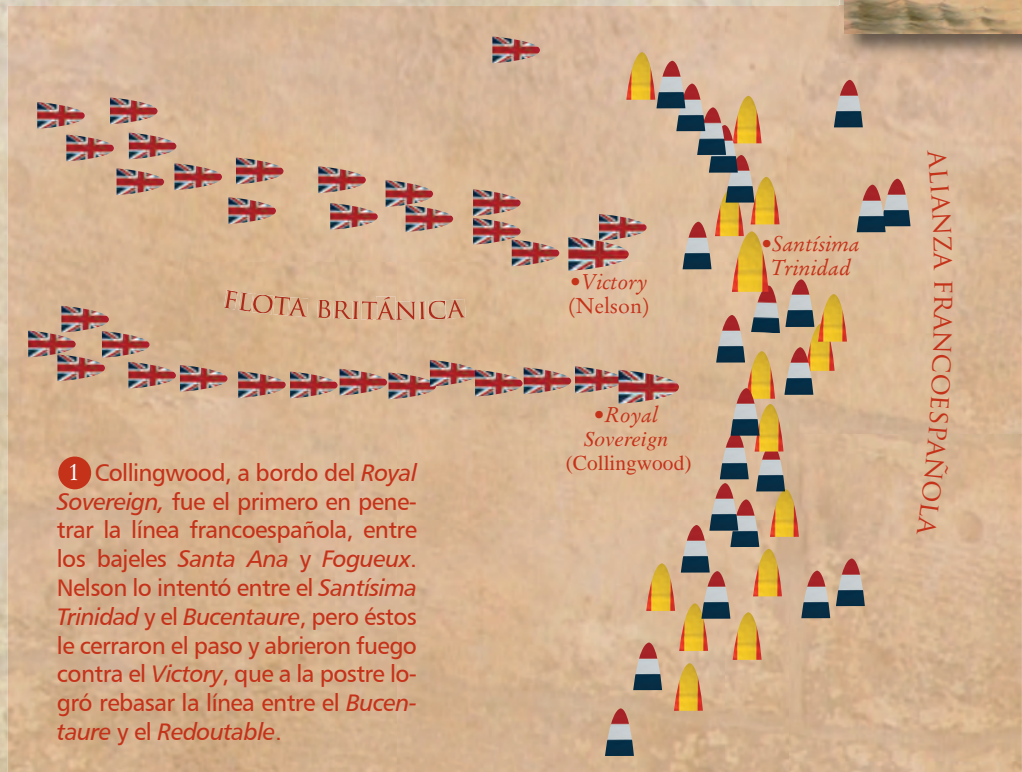 •Santísima
Trinidad
•Victory
(Nelson)
FLOTA BRITÁNICA
ALIANZA FRANCOESPAÑOLA
•Royal
Sovereign
(Collingwood)
1 Collingwood, a bordo del Royal
Sovereign, fue el primero en pene-
trar la línea francoespañola, entre
los bajeles Santa Ana y Fogueux.
Nelson lo intentó entre el Santísima
Trinidad y el Bucentaure, pero éstos
le cerraron el paso y abrieron fuego
contra el Victory, que a la postre lo-
gró rebasar la línea entre el Bucen-
taure y el Redoutable.